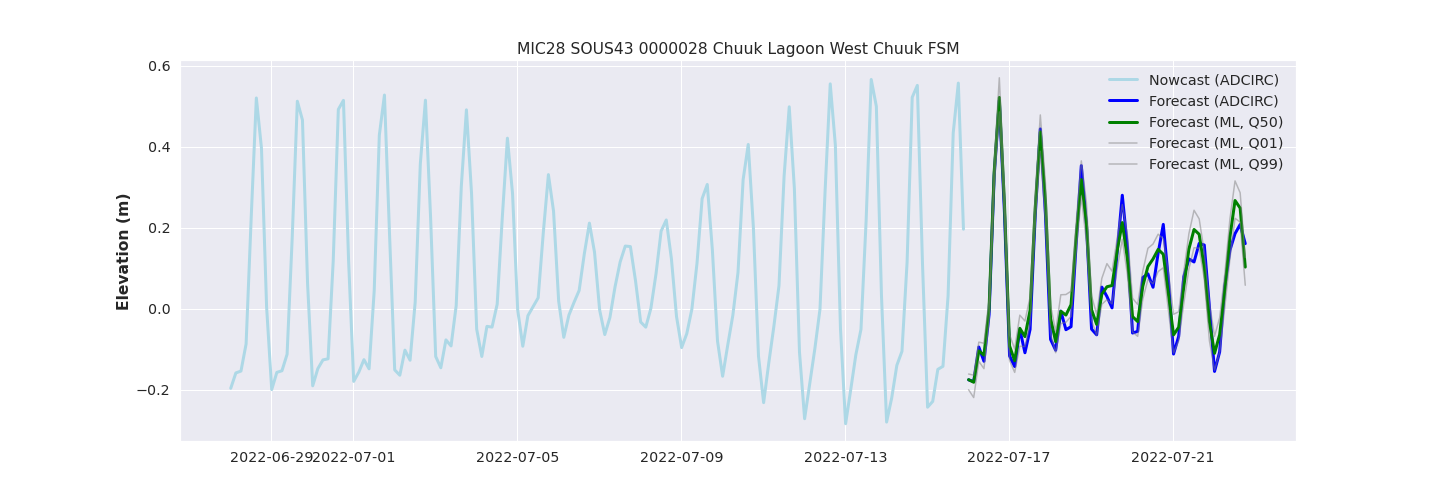 MIC28 SOUS43 0000028 Chuuk Lagoon West Chuuk FSM
Elevation (m)
0.6
0.4
0.2
0.0
−0.2
Nowcast (ADCIRC)
Forecast (ADCIRC)
Forecast (ML, Q50)
Forecast (ML, Q01)
Forecast (ML, Q99)
2022-06-29 2022-07-01 2022-07-05 2022-07-09 2022-07-13 2022-07-17 2022-07-21